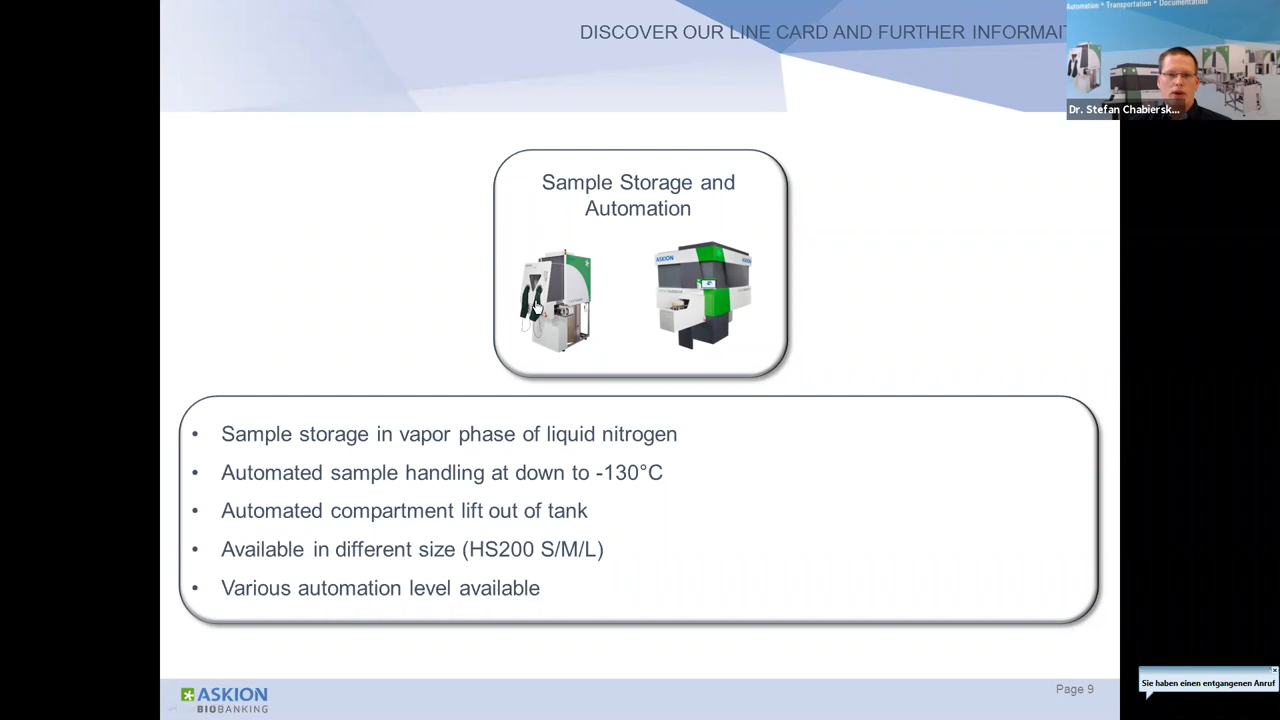 DISCOVER OUR LINE CARD AND FURTHER INFORMAT
Automation * Transportation * Documentation
Dr. Stefan Chabiersk...
Sample Storage and
Automation
ASKION
• Sample storage in vapor phase of liquid nitrogen
• Automated sample handling at down to -130°C
• Automated compartment lift out of tank
• Available in different size (HS200 S/M/L)
• Various automation level available
ASKION
BIOBANKING
Page 9
Sie haben einen entgangenen Anruf